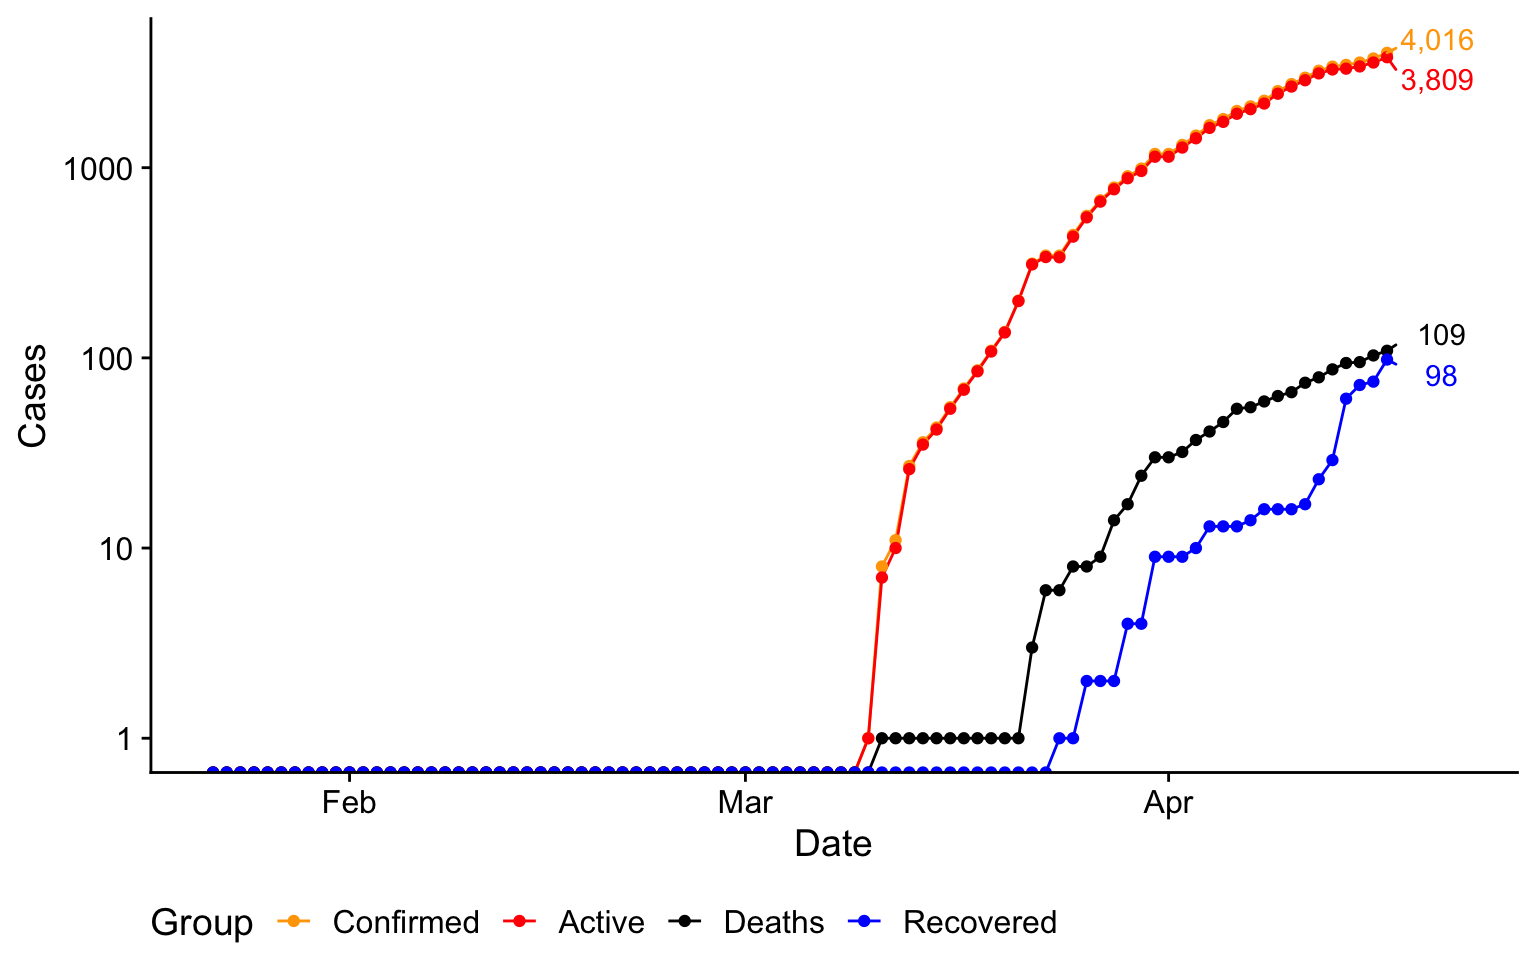 4,016
3,809
1000
109
100
98
Cases
10
1
Feb Mar Apr
Date
Group Confirmed Active Deaths Recovered